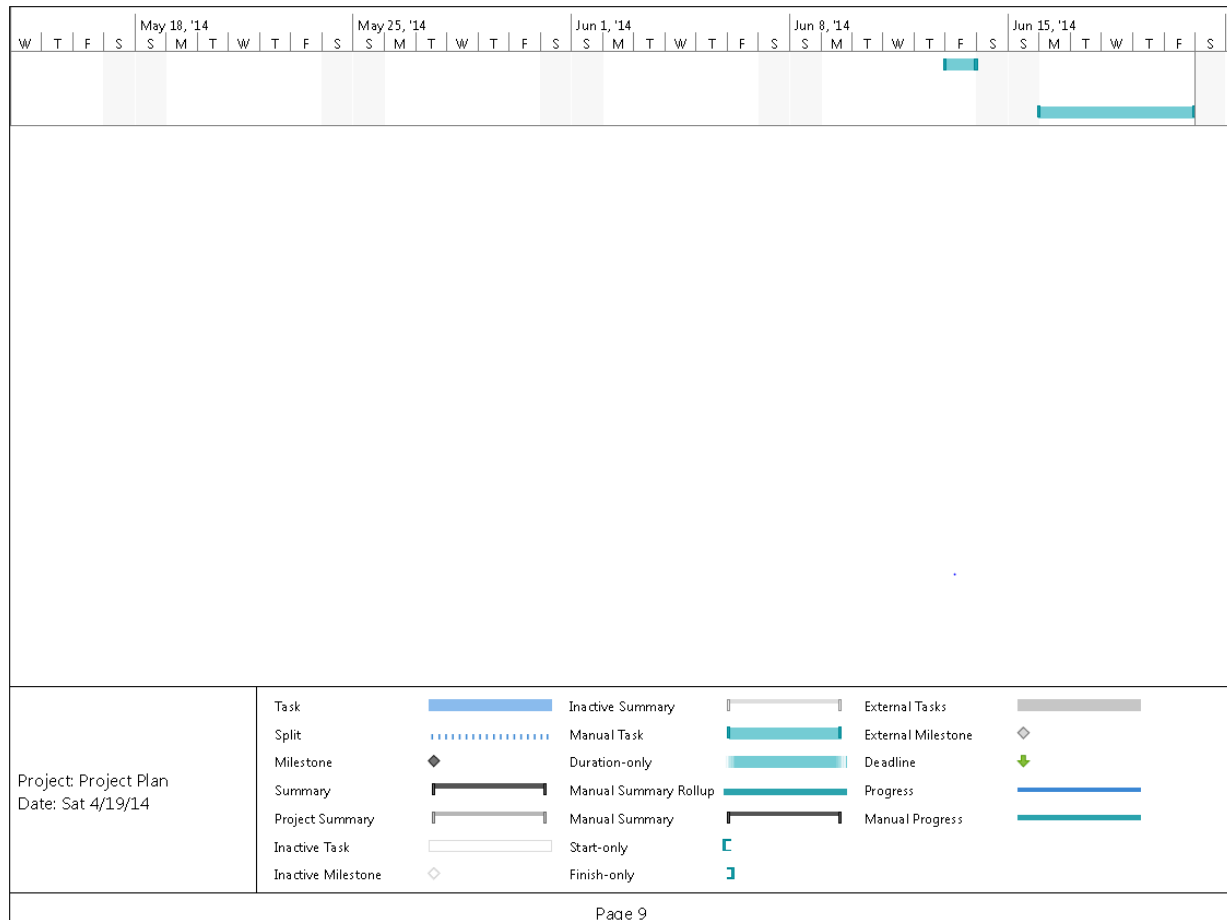 May 18, '14 May 25, '14 Jun 1, '14 Jun 8, '14 Jun 15, '14
W T F S S M T W T F S S M T W T F S S M T W T F S S M T W T F S S M T W T F S
Task Inactive Summary External Tasks
Split Manual Task External Milestone
Milestone Duration-only Deadline
Project: Project Plan
Date: Sat 4/19/14
Summary Manual Summary Rollup Progress
Project Summary Manual Summary Manual Progress
Inactive Task Start-only
Inactive Milestone Finish-only
Page 9